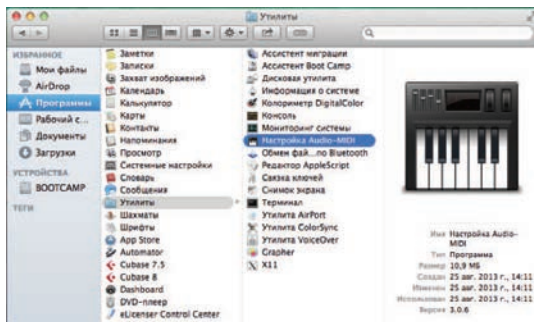 Утилиты
ИЗБРАННОЕ
Мои файлы
AirDrop
Программы
Рабочий с...
Документы
Загрузки
УСТРОЙСТВА
BOOTCAMP
ТЕГИ
Заметки
Записки
Захват изображений
Календарь
Калькулятор
Карты
Контакты
Напоминания
Просмотр
Системные настройки
Словарь
Сообщения
Утилиты
Шахматы
Шрифты
App Store
Automator
Cubase 7.5
Cubase 8
Dashboard
DVD-плеер
eLicenser Control Center
Ассистент миграции
Ассистент Boot Camp
Дисковая утилита
Информация о системе
Колориметр DigitalColor
Консоль
Мониторинг системы
Настройка Audio-MIDI
Обмен фай...по Bluetooth
Редактор AppleScript
Связка ключей
Снимок экрана
Терминал
Утилита AirPort
Утилита ColorSync
Утилита VoiceOver
Grapher
X11
Имя Настройка Audio-
MIDI
Тип Программа
Размер 10,9 МБ
Создан 25 авг. 2013 г., 14:11
Изменен 25 авг. 2013 г., 14:11
Использован 25 авг. 2013 г., 14:11
Версия 3.0.6